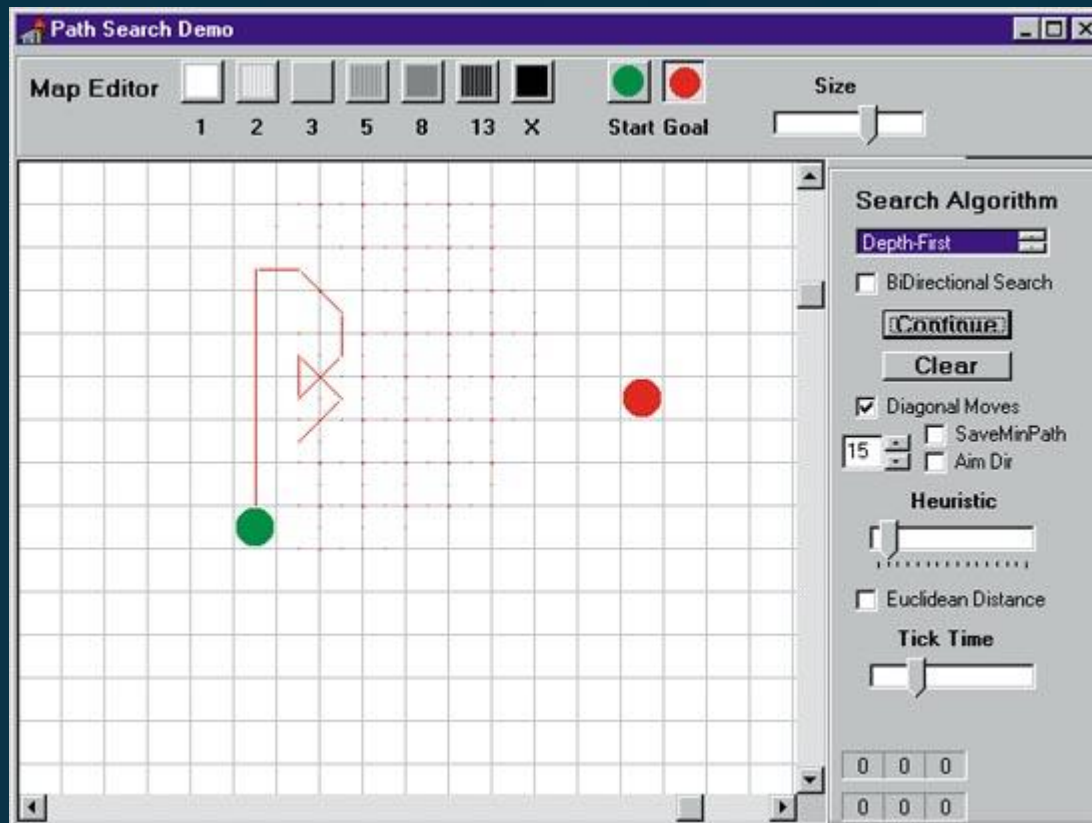 Path Search Demo
Map Editor
1 2 3 5 8 13 X
Start Goal
Size
Search Algorithm
Depth-First
BiDirectional Search
Continue
Clear
Diagonal Moves
15
SaveMinPath
Aim Dir
Heuristic
Euclidean Distance
Tick Time
0 0 0
0 0 0